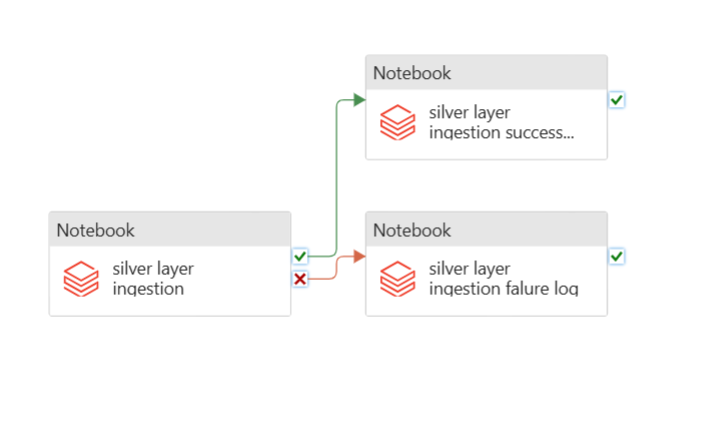 Notebook
silver layer
ingestion success...
Notebook
silver layer
ingestion
Notebook
silver layer
ingestion falure log